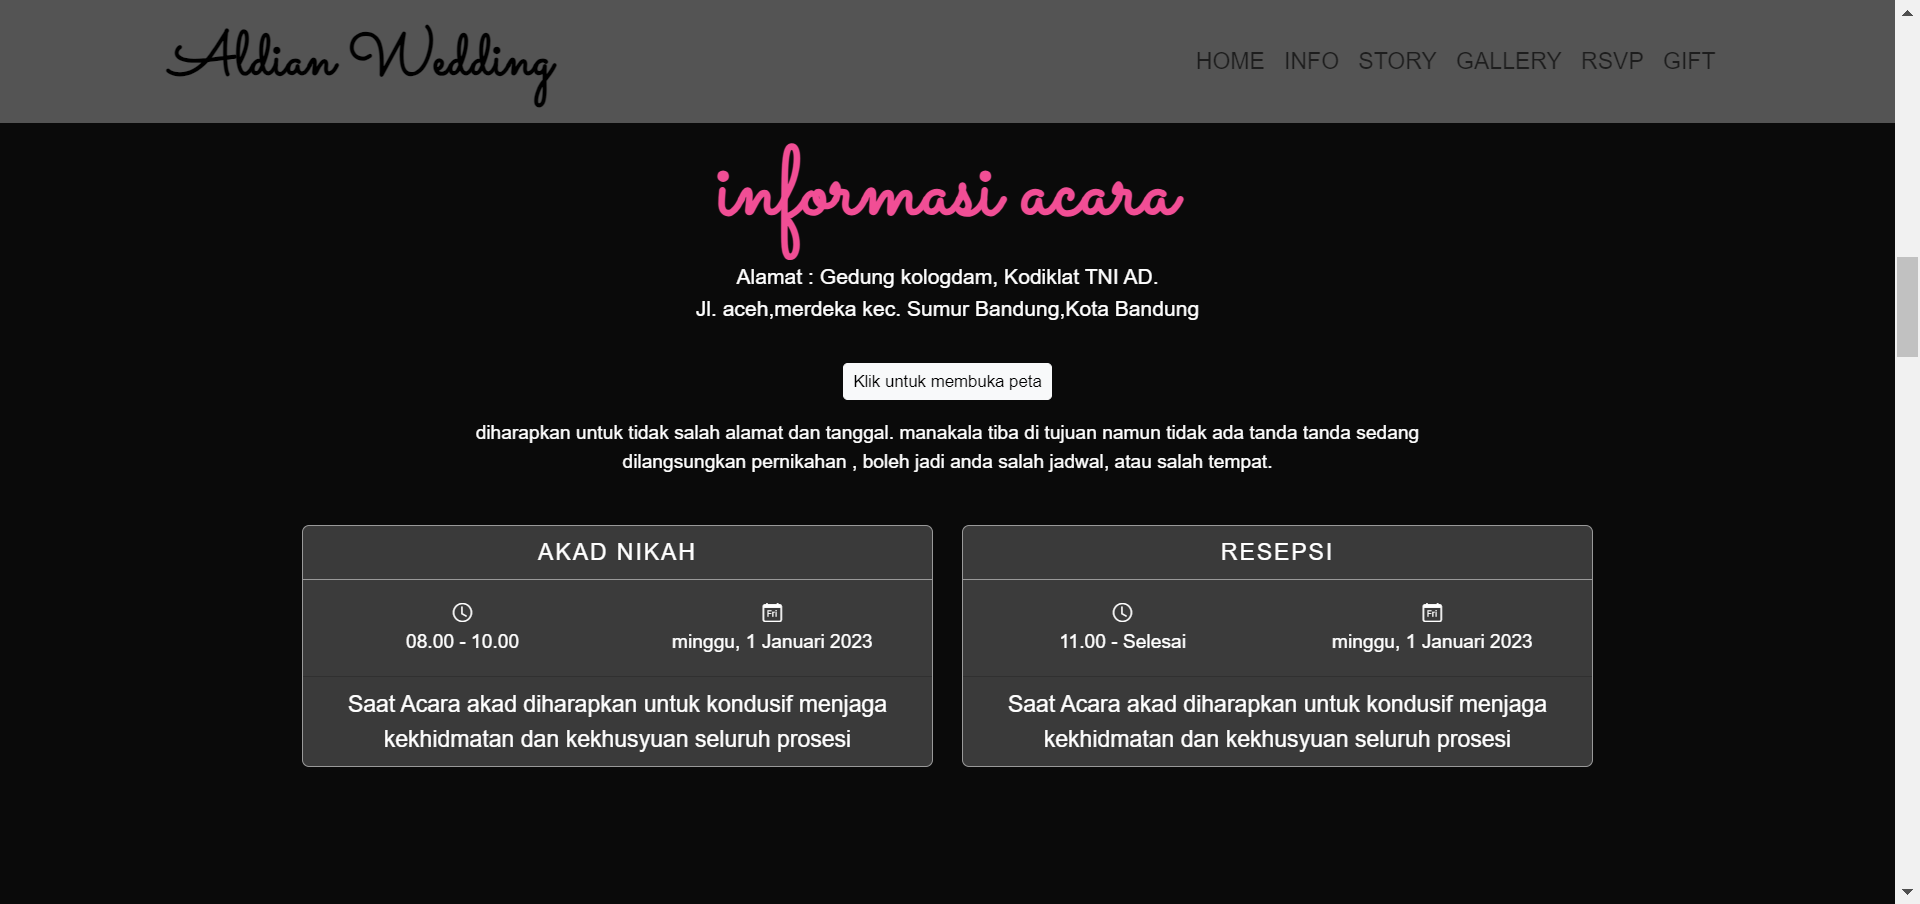 Aldian Wedding
HOME INFO STORY GALLERY RSVP GIFT
informasi acara
Alamat : Gedung kologdam, Kodiklat TNI AD.
Jl. aceh,merdeka kec. Sumur Bandung,Kota Bandung
Klik untuk membuka peta
diharapkan untuk tidak salah alamat dan tanggal. manakala tiba di tujuan namun tidak ada tanda tanda sedang
dilangsungkan pernikahan , boleh jadi anda salah jadwal, atau salah tempat.
AKAD NIKAH
Fri
08.00 - 10.00
minggu, 1 Januari 2023
Saat Acara akad diharapkan untuk kondusif menjaga
kekhidmatan dan kekhusyuan seluruh prosesi
RESEPSI
Fri
11.00 - Selesai
minggu, 1 Januari 2023
Saat Acara akad diharapkan untuk kondusif menjaga
kekhidmatan dan kekhusyuan seluruh prosesi